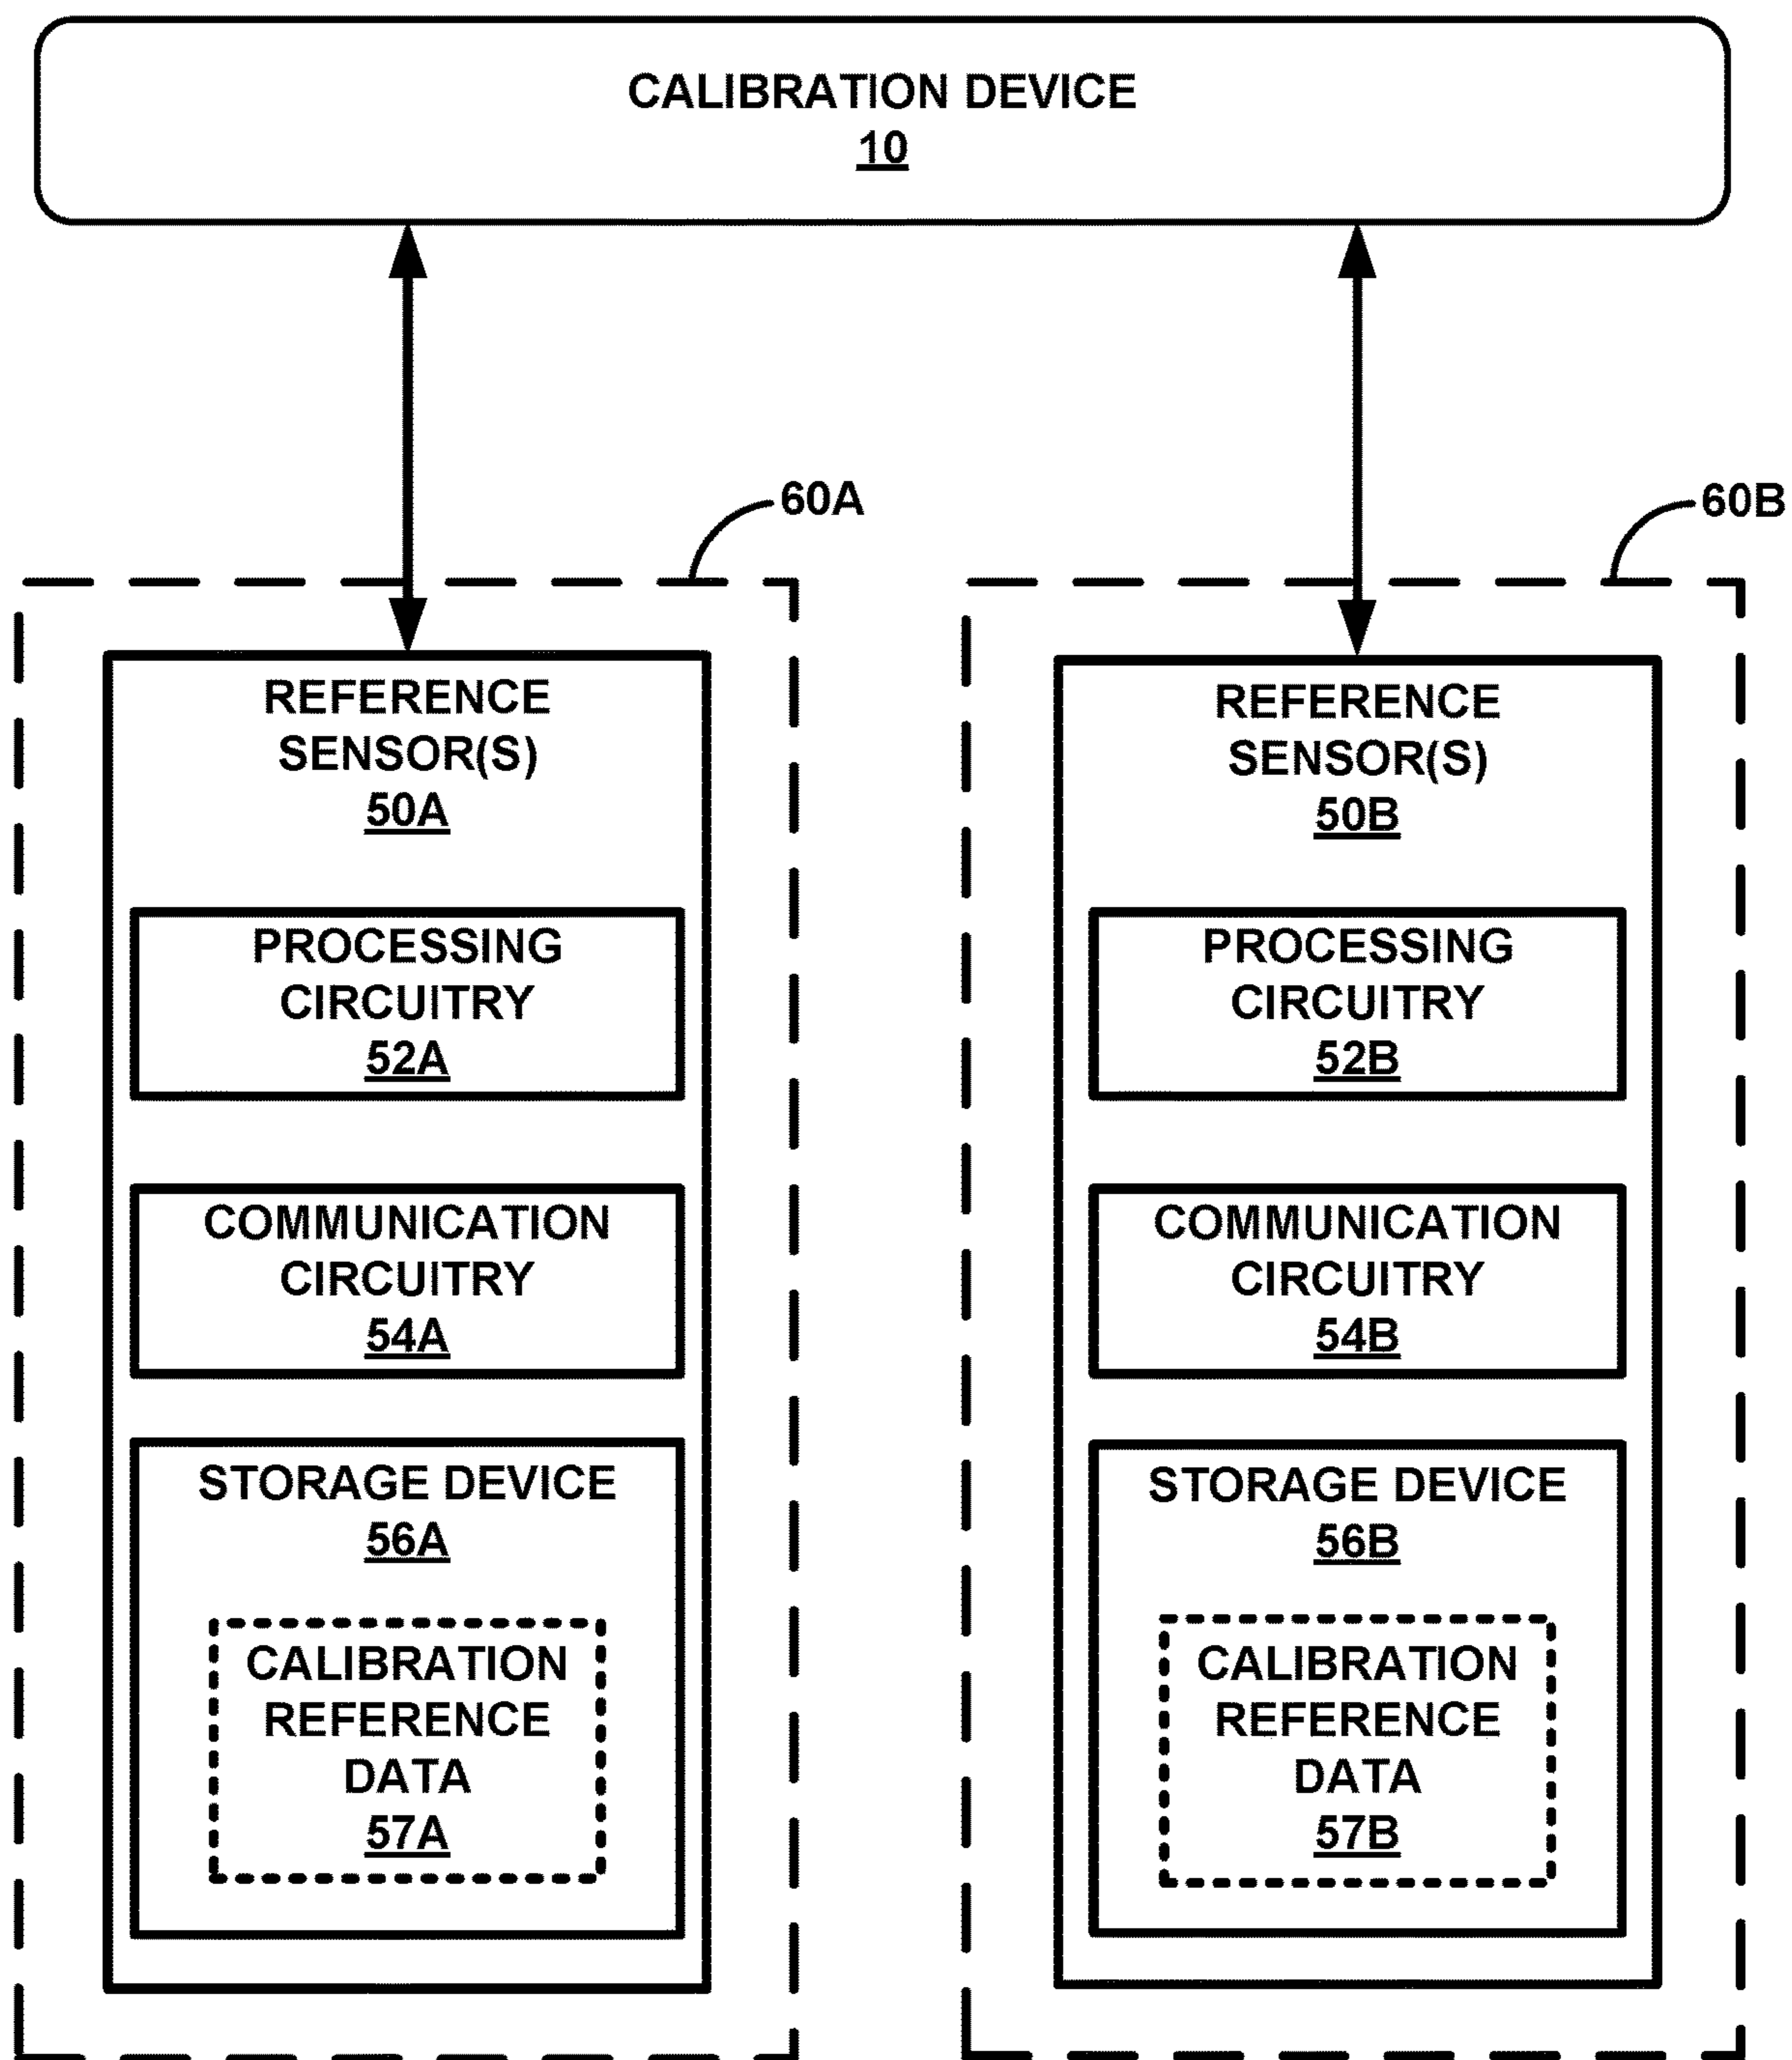 CALIBRATION DEVICE
10
60A
60B
REFERENCE
SENSOR(S)
50A
PROCESSING
CIRCUITRY
52A
COMMUNICATION
CIRCUITRY
54A
STORAGE DEVICE
56A
CALIBRATION
REFERENCE
DATA
57A
REFERENCE
SENSOR(S)
50B
PROCESSING
CIRCUITRY
52B
COMMUNICATION
CIRCUITRY
54B
STORAGE DEVICE
56B
CALIBRATION
REFERENCE
DATA
57B